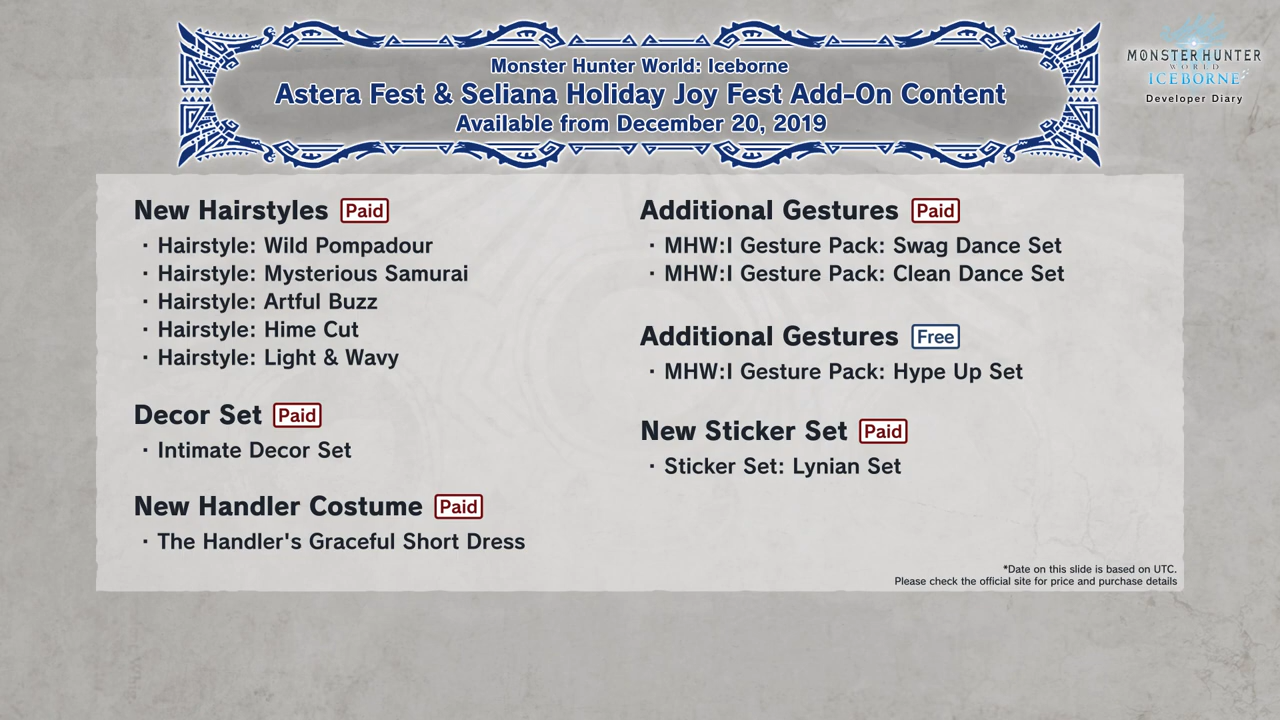 Monster Hunter World: Iceborne
Astera Fest & Seliana Holiday Joy Fest Add-On Content
Available from December 20, 2019
MONSTER HUNTER
WORLD
ICEBORNE
Developer Diary
New Hairstyles Paid
· Hairstyle: Wild Pompadour
· Hairstyle: Mysterious Samurai
· Hairstyle: Artful Buzz
· Hairstyle: Hime Cut
· Hairstyle: Light & Wavy
Decor Set Paid
· Intimate Decor Set
New Handler Costume Paid
· The Handler's Graceful Short Dress
Additional Gestures Paid
· MHW:I Gesture Pack: Swag Dance Set
· MHW:I Gesture Pack: Clean Dance Set
Additional Gestures Free
· MHW:I Gesture Pack: Hype Up Set
New Sticker Set Paid
· Sticker Set: Lynian Set
*Date on this slide is based on UTC.
Please check the official site for price and purchase details